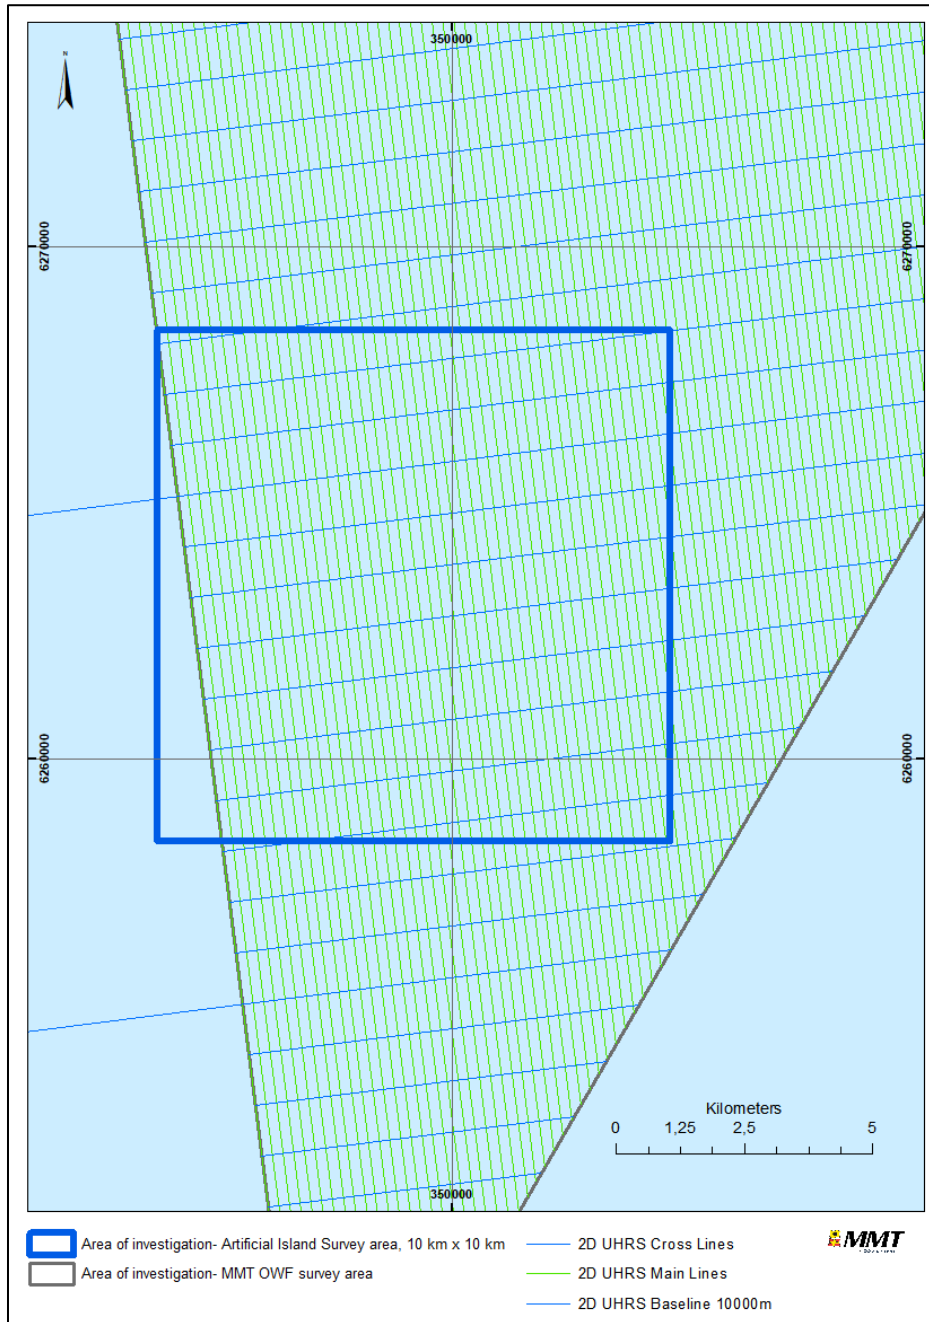 350000
N
6270000
6270000
6260000
6260000
Kilometers
0 1,25 2,5 5
350000
Area of investigation- Artificial Island Survey area, 10 km x 10 km
Area of investigation- MMT OWF survey area
2D UHRS Cross Lines
2D UHRS Main Lines
2D UHRS Baseline 10000m
MMT